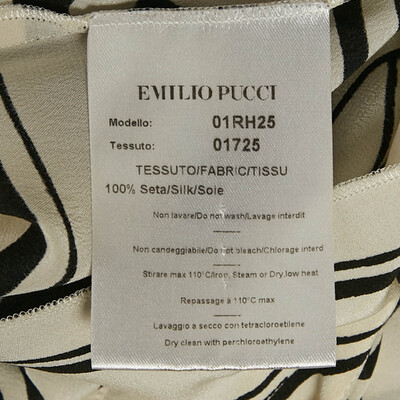 EMILIO PUCCI
Modello: 01RH25
Tessuto: 01725
TESSUTO/FABRIC/TISSU
100% Seta/Silk/Soie
Non lavare/Do not wash/Lavage interdit
Non candeggiabile/Do not bleach/Chlorage interd
Stirare max 110°C/Iron, Steam or Dry, low heat
Repassage à 110°C max
Lavaggio a secco con tetracloroetilene
Dry clean with perchloroethylene